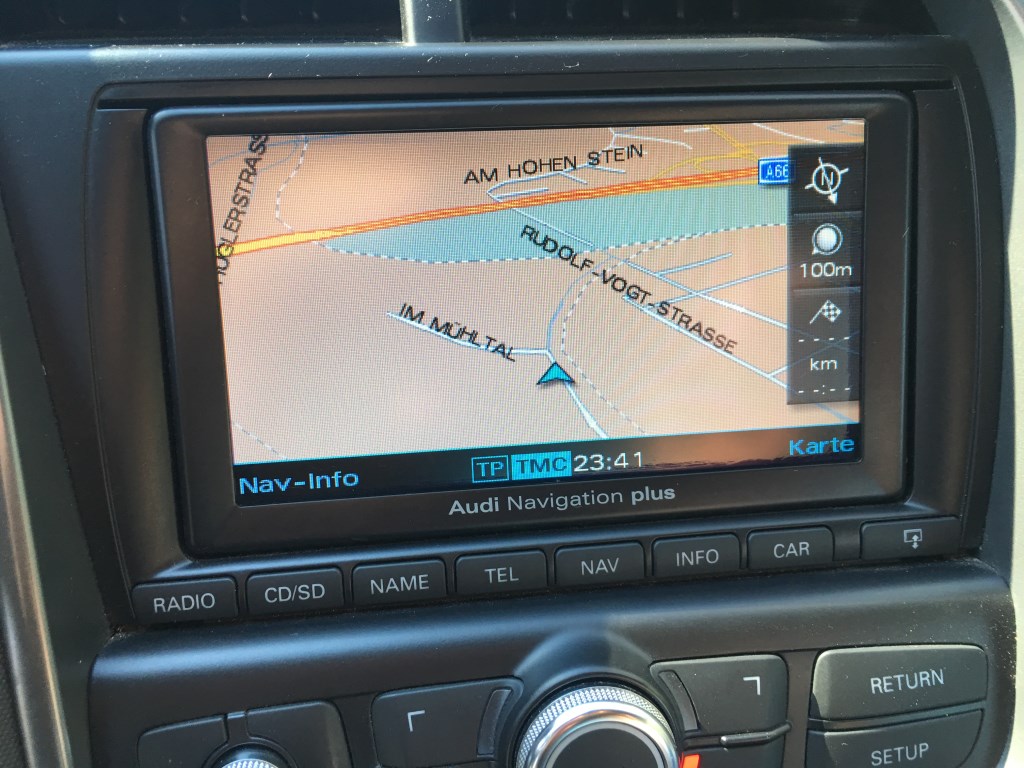 AM HOHEN STEIN
A66
N
RUDOLF-VOGT-STRASSE
100m
IM MÜHLTAL
- - - -
km
--:--
Nav-Info
TP TMC 23:41
Karte
Audi Navigation plus
RADIO
CD/SD
NAME
TEL
NAV
INFO
CAR
RETURN
SETUP